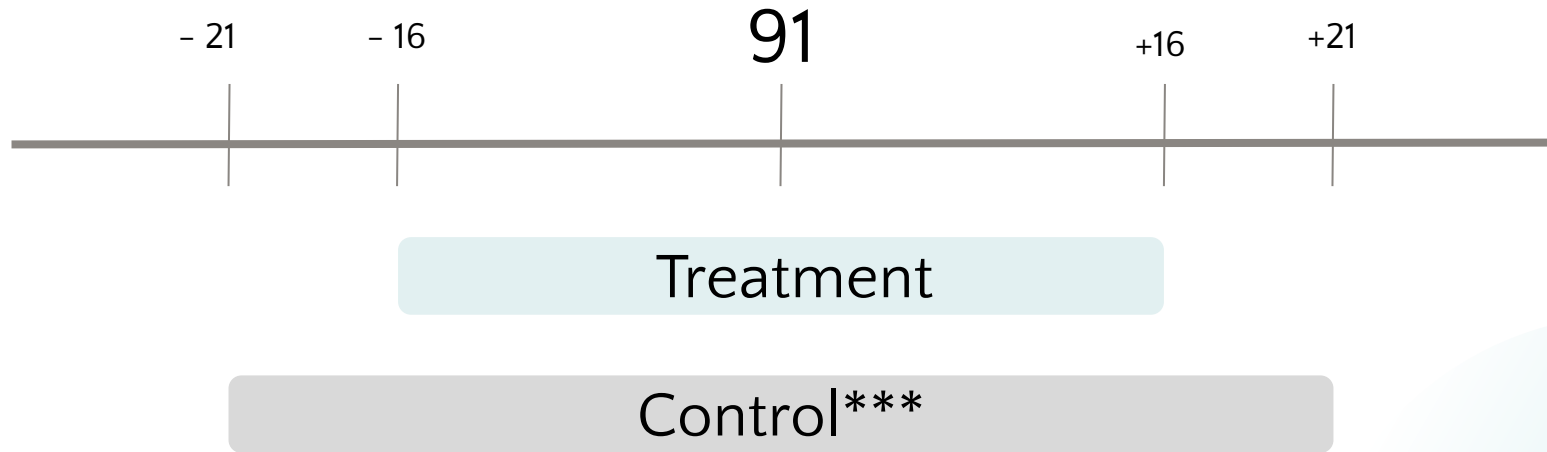 – 21 – 16 91 +16 +21
Treatment
Control***